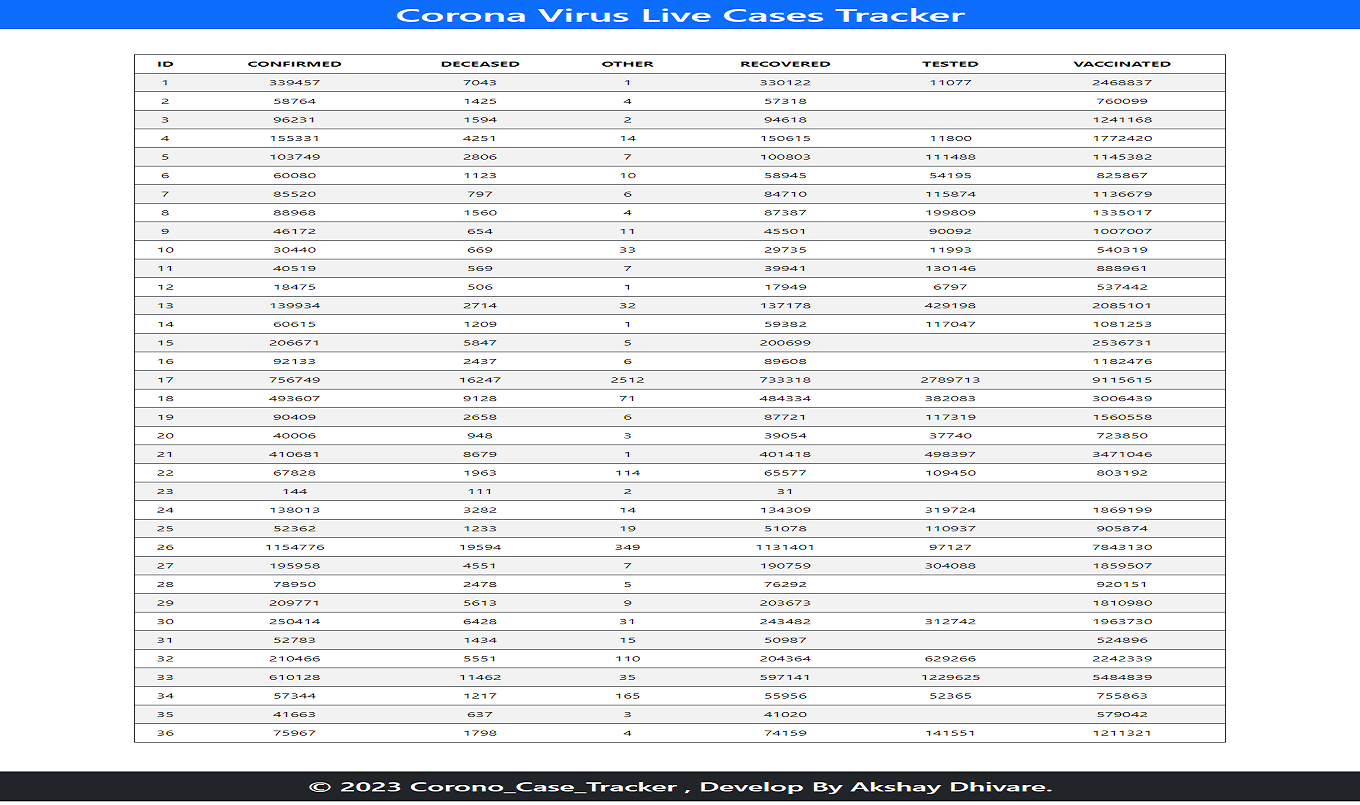 Corona Virus Live Cases Tracker
ID CONFIRMED DECEASED OTHER RECOVERED TESTED VACCINATED
1 339457 7043 1 330122 11077 2468837
2 58764 1425 4 57318 760099
3 96231 1594 2 94618 1241168
4 155331 4251 14 150615 11800 1772420
5 103749 2806 7 100803 111488 1145382
6 60080 1123 10 58945 54195 825867
7 85520 797 6 84710 115874 1136679
8 88968 1560 4 87387 199809 1335017
9 46172 654 11 45501 90092 1007007
10 30440 669 33 29735 11993 540319
11 40519 569 7 39941 130146 888961
12 18475 506 1 17949 6797 537442
13 139934 2714 32 137178 429198 2085101
14 60615 1209 1 59382 117047 1081253
15 206671 5847 5 200699 2536731
16 92133 2437 6 89608 1182476
17 756749 16247 2512 733318 2789713 9115615
18 493607 9128 71 484334 382083 3006439
19 90409 2658 6 87721 117319 1560558
20 40006 948 3 39054 37740 723850
21 410681 8679 1 401418 498397 3471046
22 67828 1963 114 65577 109450 803192
23 144 111 2 31
24 138013 3282 14 134309 319724 1869199
25 52362 1233 19 51078 110937 905874
26 1154776 19594 349 1131401 97127 7843130
27 195958 4551 7 190759 304088 1859507
28 78950 2478 5 76292 920151
29 209771 5613 9 203673 1810980
30 250414 6428 31 243482 312742 1963730
31 52783 1434 15 50987 524896
32 210466 5551 110 204364 629266 2242339
33 610128 11462 35 597141 1229625 5484839
34 57344 1217 165 55956 52365 755863
35 41663 637 3 41020 579042
36 75967 1798 4 74159 141551 1211321
© 2023 Corono_Case_Tracker , Develop By Akshay Dhivare.